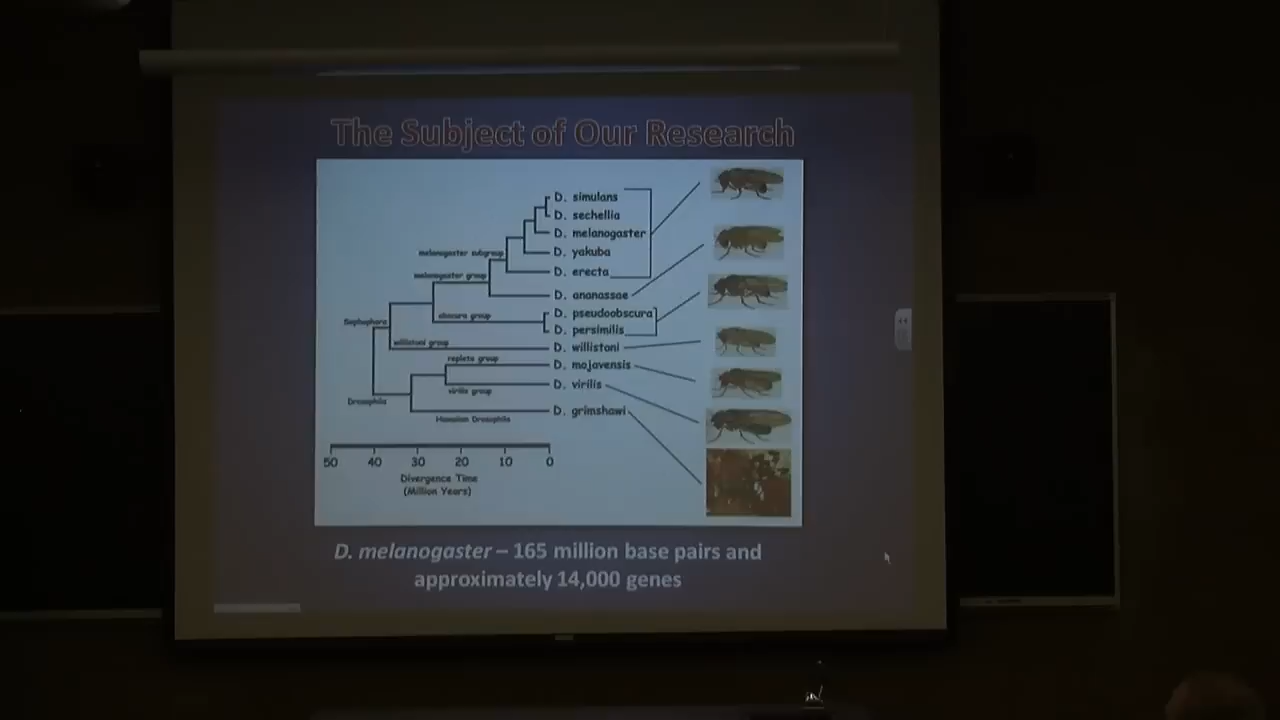 The Subject of Our Research
D. simulans
D. sechellia
D. melanogaster
D. yakuba
melanogaster subgroup
D. erecta
melanogaster group
D. ananassae
D. pseudoobscura
obscura group
Sophophora
D. persimilis
willistoni group
D. willistoni
repleta group
D. mojavensis
D. virilis
virilis group
Drosophila
D. grimshawi
Hawaiian Drosophila
50 40 30 20 10 0
Divergence Time
(Million Years)
D. melanogaster – 165 million base pairs and
approximately 14,000 genes